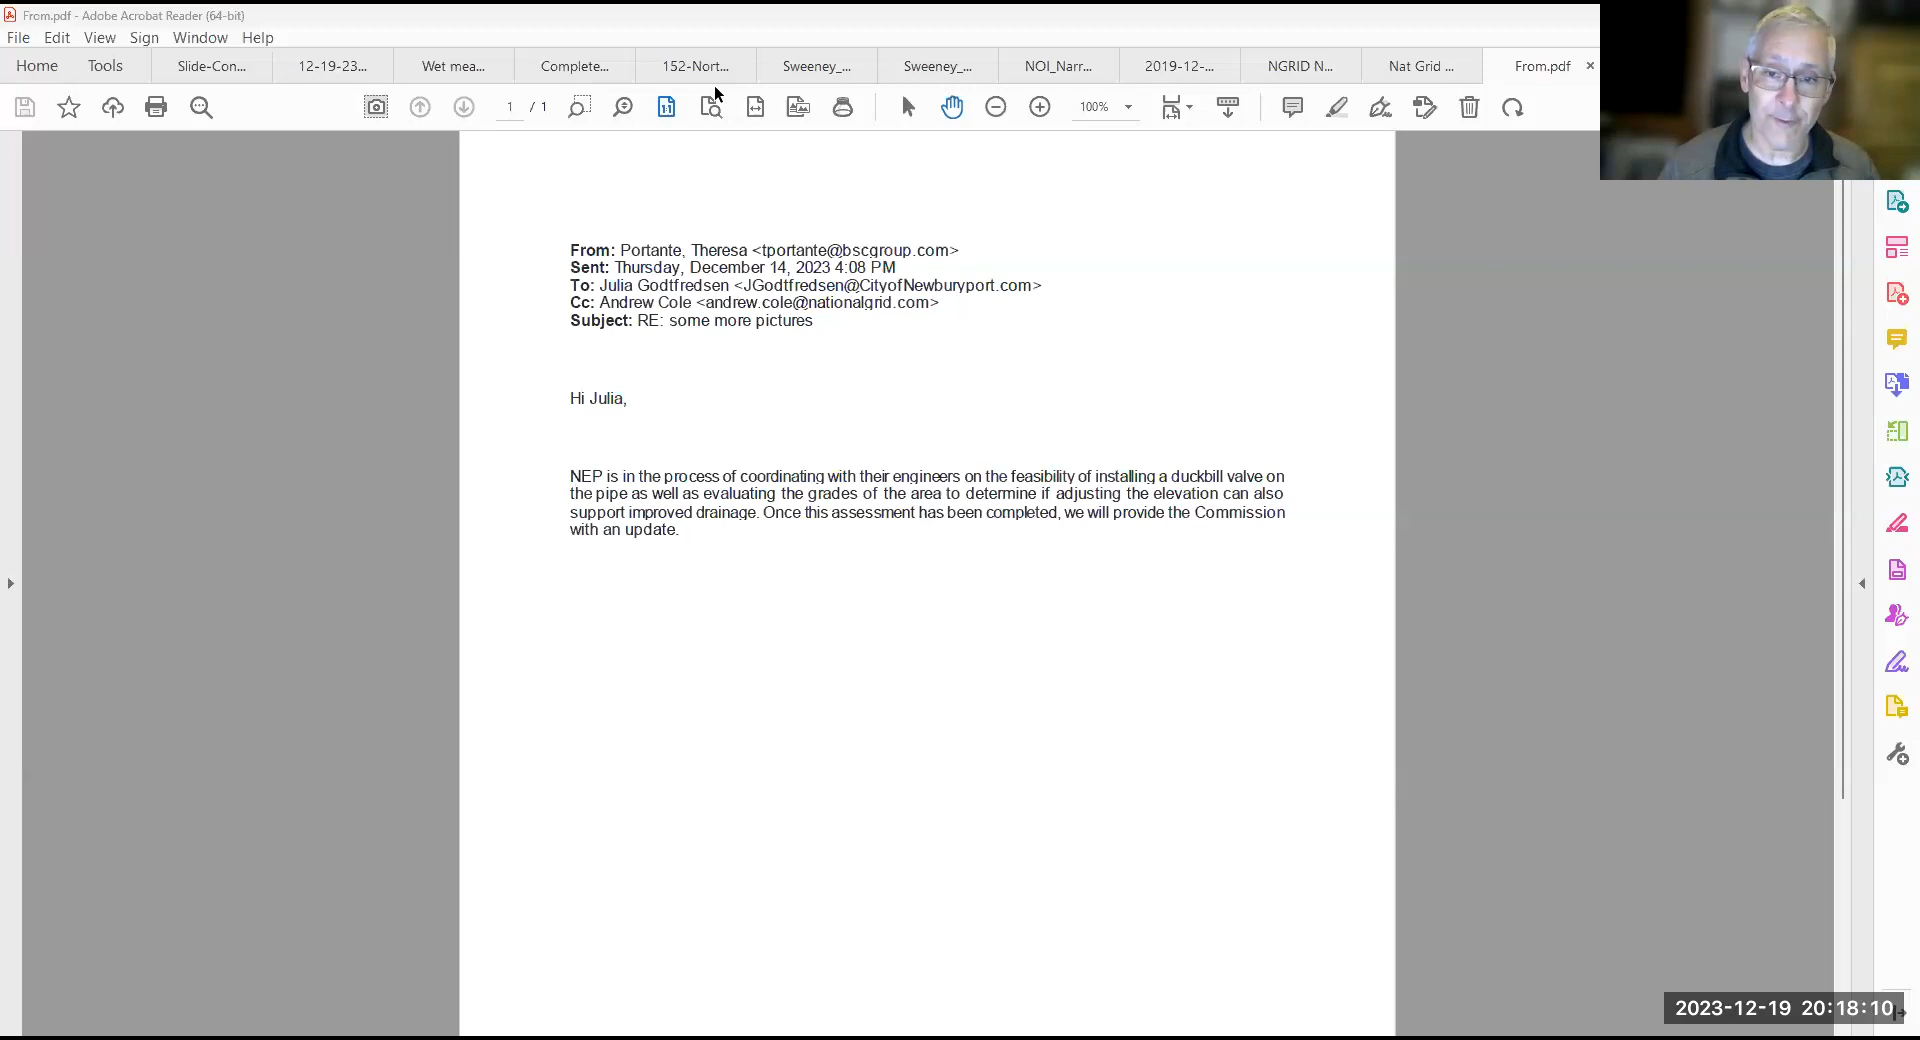 From.pdf - Adobe Acrobat Reader (64-bit)
File Edit View Sign Window Help
Home Tools Slide-Con... 12-19-23... Wet mea... Complete... 152-Nort... Sweeney_... Sweeney_... NOI_Narr... 2019-12-... NGRID N... Nat Grid ... From.pdf ×
1 / 1 1:1 100%
From: Portante, Theresa <tportante@bscgroup.com>
Sent: Thursday, December 14, 2023 4:08 PM
To: Julia Godtfredsen <JGodtfredsen@CityofNewburyport.com>
Cc: Andrew Cole <andrew.cole@nationalgrid.com>
Subject: RE: some more pictures
Hi Julia,
NEP is in the process of coordinating with their engineers on the feasibility of installing a duckbill valve on
the pipe as well as evaluating the grades of the area to determine if adjusting the elevation can also
support improved drainage. Once this assessment has been completed, we will provide the Commission
with an update.
2023-12-19 20:18:10